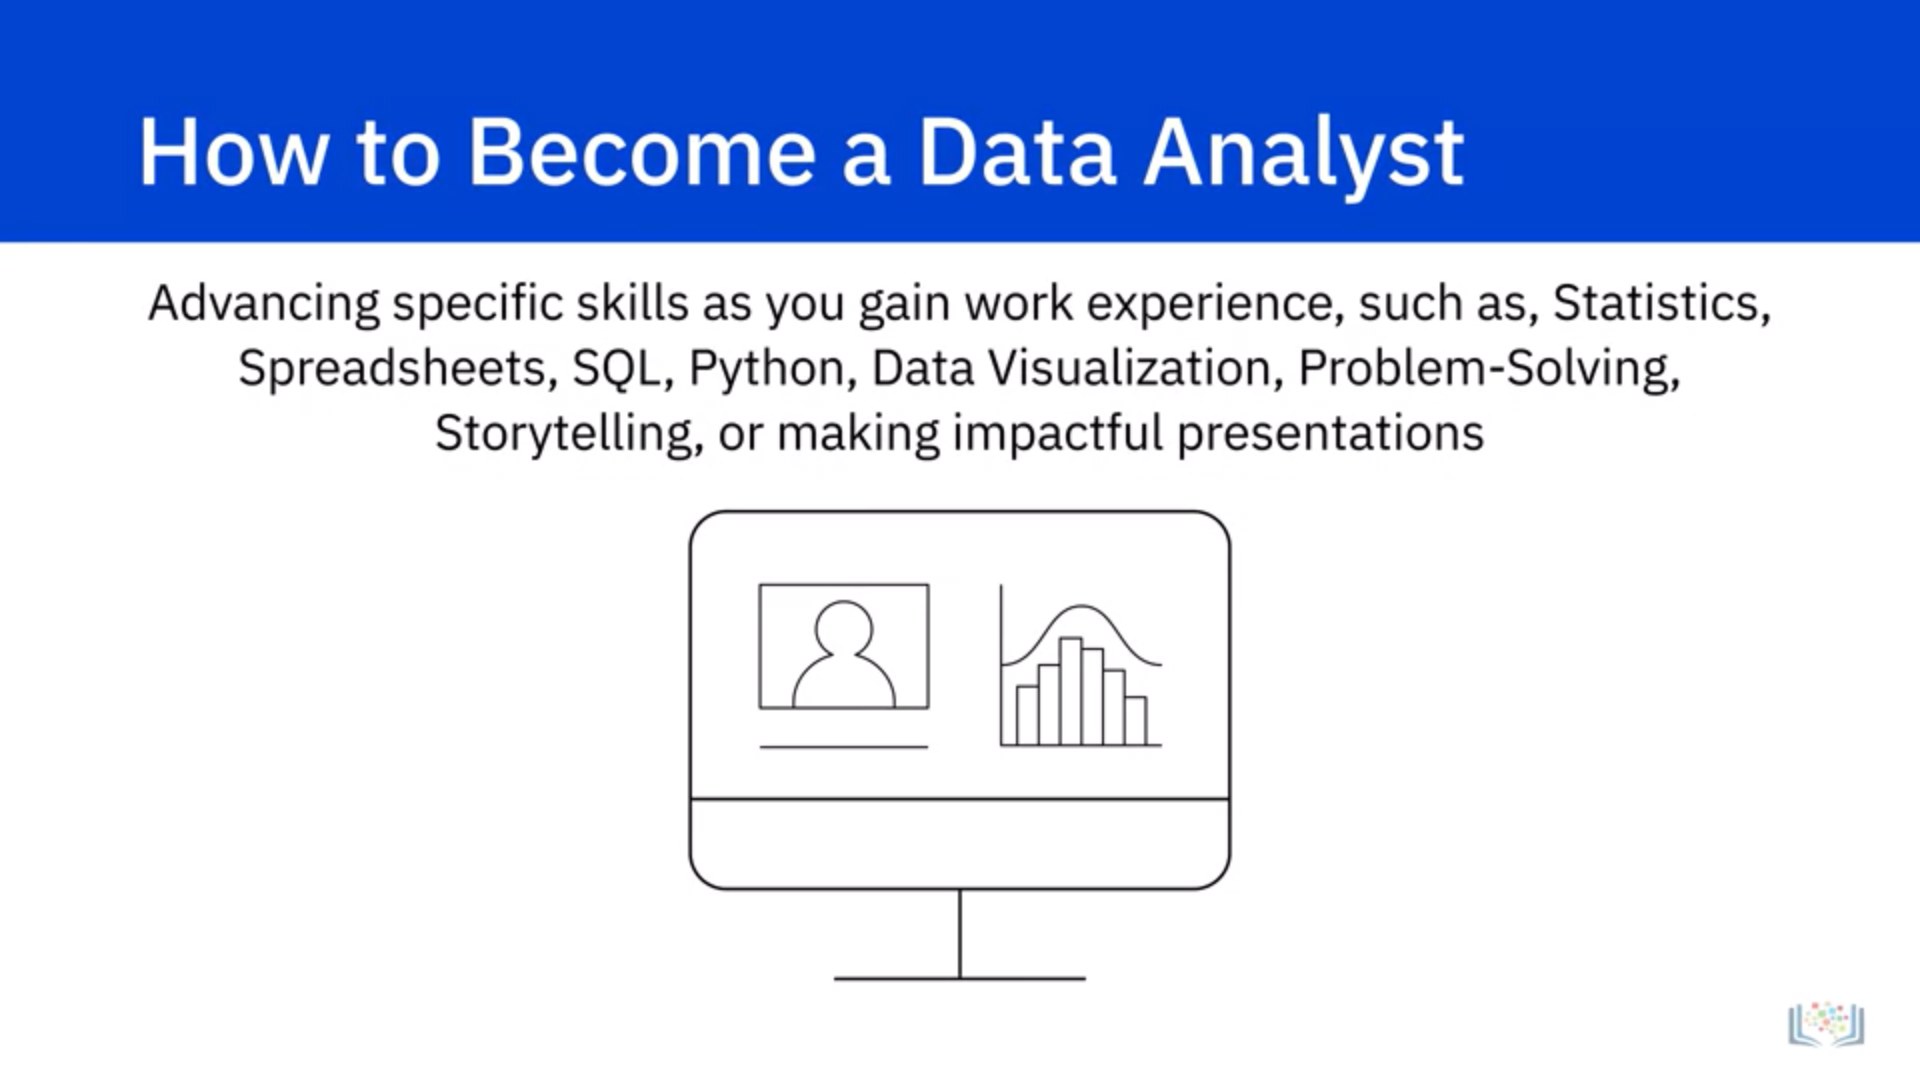 How to Become a Data Analyst
Advancing specific skills as you gain work experience, such as, Statistics,
Spreadsheets, SQL, Python, Data Visualization, Problem-Solving,
Storytelling, or making impactful presentations